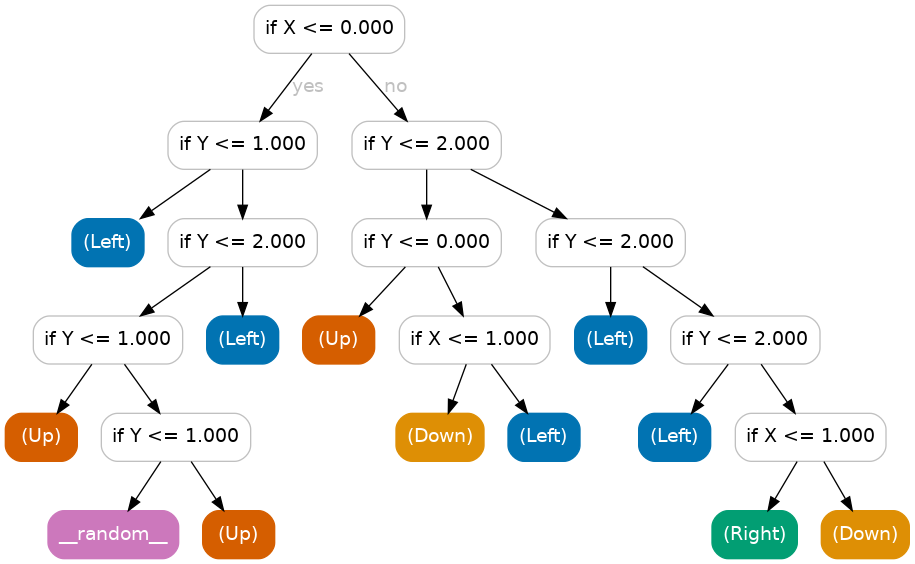 if X <= 0.000
yes
no
if Y <= 1.000
if Y <= 2.000
(Left)
if Y <= 2.000
if Y <= 0.000
if Y <= 2.000
if Y <= 1.000
(Left)
(Up)
if X <= 1.000
(Left)
if Y <= 2.000
(Up)
if Y <= 1.000
(Down)
(Left)
(Left)
if X <= 1.000
__random__
(Up)
(Right)
(Down)